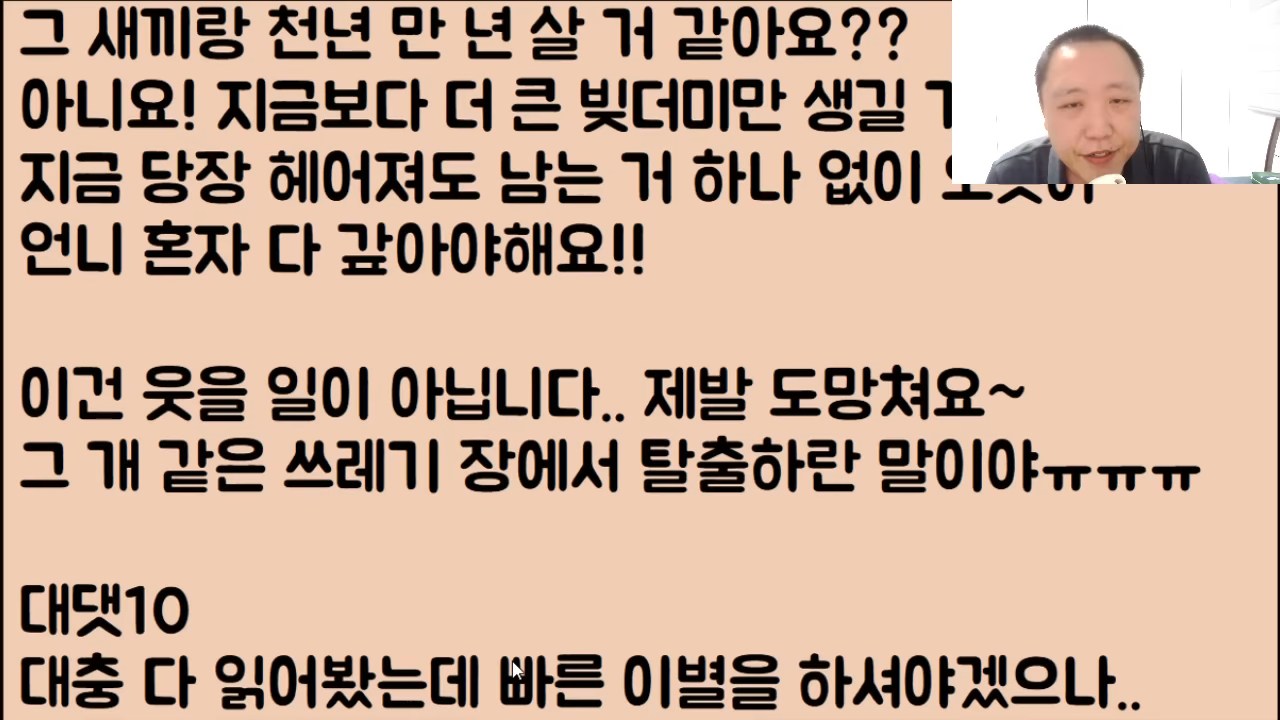 그 새끼랑 천년 만 년 살 거 같아요??
아니요! 지금보다 더 큰 빚더미만 생길
지금 당장 헤어져도 남는 거 하나 없이
언니 혼자 다 갚아야해요!!
이건 웃을 일이 아닙니다.. 제발 도망쳐요~
그 개 같은 쓰레기 장에서 탈출하란 말이야ㅠㅠㅠ
대댓10
대충 다 읽어봤는데 빠른 이별을 하셔야겠으나..